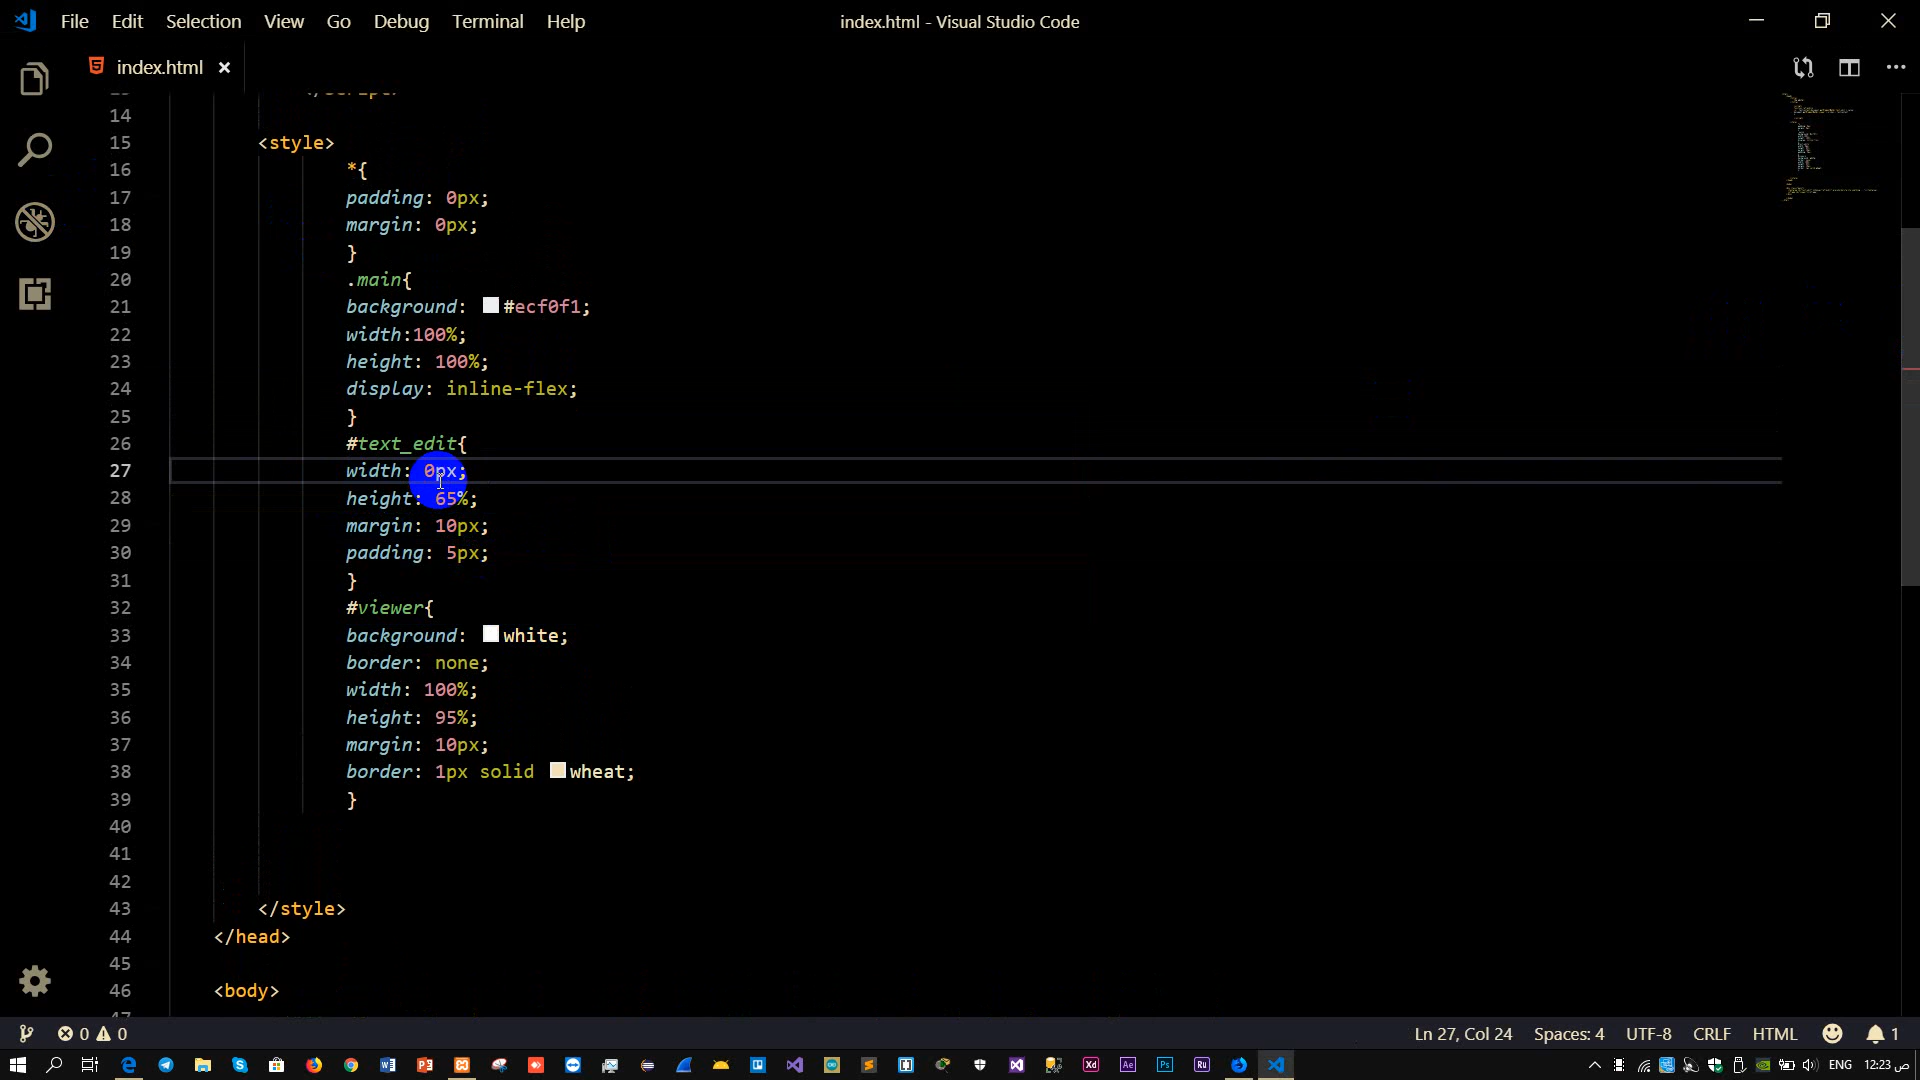 File Edit Selection View Go Debug Terminal Help
index.html - Visual Studio Code
index.html
14
15 <style>
16 *{
17 padding: 0px;
18 margin: 0px;
19 }
20 .main{
21 background: #ecf0f1;
22 width:100%;
23 height: 100%;
24 display: inline-flex;
25 }
26 #text_edit{
27 width: 0px;
28 height: 65%;
29 margin: 10px;
30 padding: 5px;
31 }
32 #viewer{
33 background: white;
34 border: none;
35 width: 100%;
36 height: 95%;
37 margin: 10px;
38 border: 1px solid wheat;
39 }
40
41
42
43 </style>
44 </head>
45
46 <body>
0 0
Ln 27, Col 24 Spaces: 4 UTF-8 CRLF HTML 1
ENG 12:23 ص